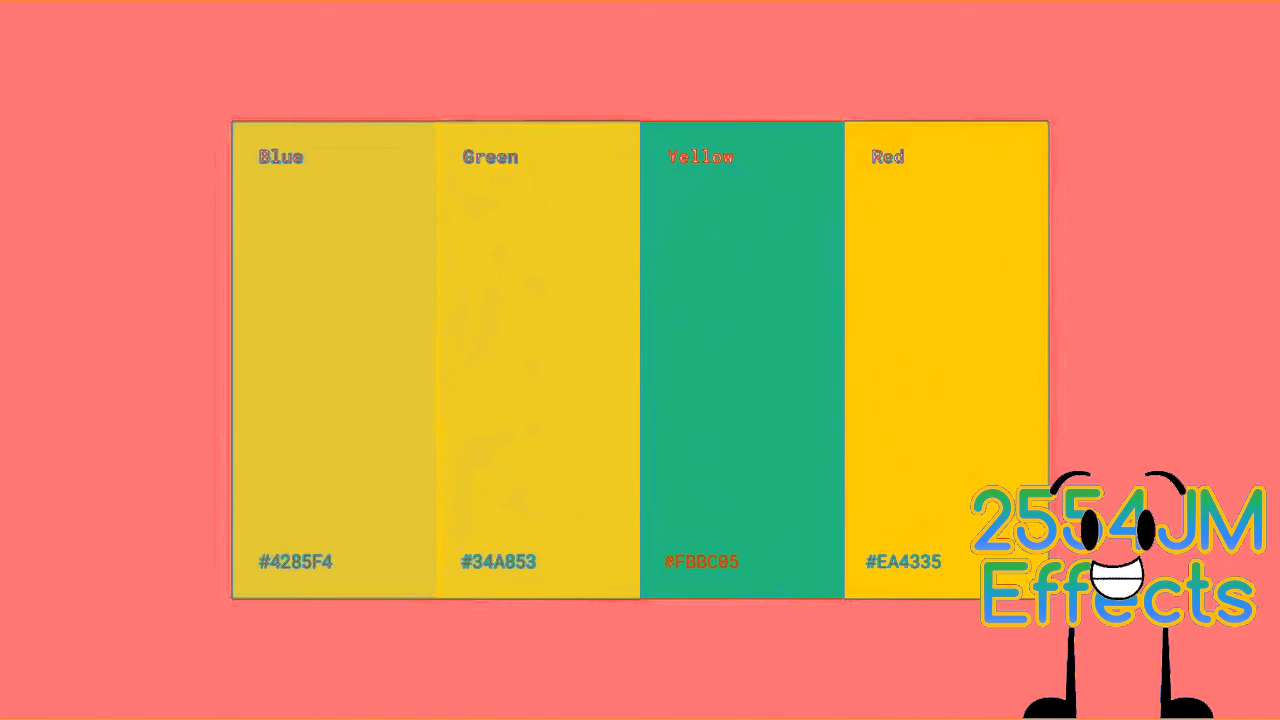 Blue
Green
Yellow
Red
#4285F4
#34A853
#FBBC05
#EA4335
2554JM
Effects